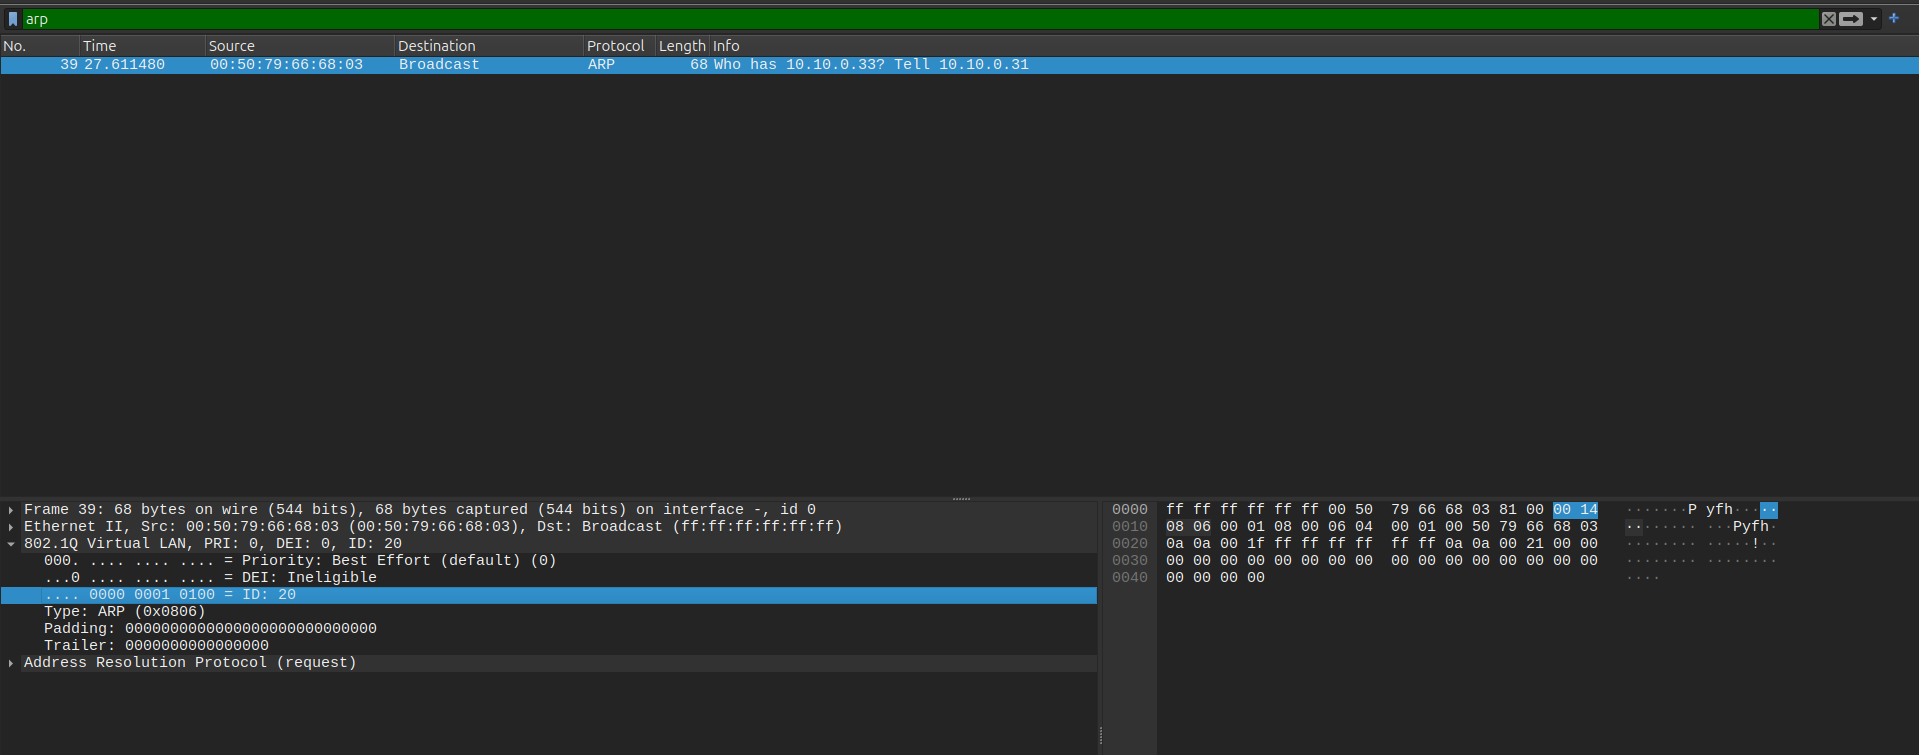 arp
No. Time Source Destination Protocol Length Info
39 27.611480 00:50:79:66:68:03 Broadcast ARP 68 Who has 10.10.0.33? Tell 10.10.0.31
Frame 39: 68 bytes on wire (544 bits), 68 bytes captured (544 bits) on interface -, id 0
Ethernet II, Src: 00:50:79:66:68:03 (00:50:79:66:68:03), Dst: Broadcast (ff:ff:ff:ff:ff:ff)
802.1Q Virtual LAN, PRI: 0, DEI: 0, ID: 20
000. .... .... .... = Priority: Best Effort (default) (0)
...0 .... .... .... = DEI: Ineligible
.... 0000 0001 0100 = ID: 20
Type: ARP (0x0806)
Padding: 0000000000000000000000000000
Trailer: 0000000000000000
Address Resolution Protocol (request)
0000 ff ff ff ff ff ff 00 50 79 66 68 03 81 00 00 14 ·······P yfh·····
0010 08 06 00 01 08 00 06 04 00 01 00 50 79 66 68 03 ········ ···Pyfh·
0020 0a 0a 00 1f ff ff ff ff ff ff 0a 0a 00 21 00 00 ········ ·····!··
0030 00 00 00 00 00 00 00 00 00 00 00 00 00 00 00 00 ········ ········
0040 00 00 00 00 ····